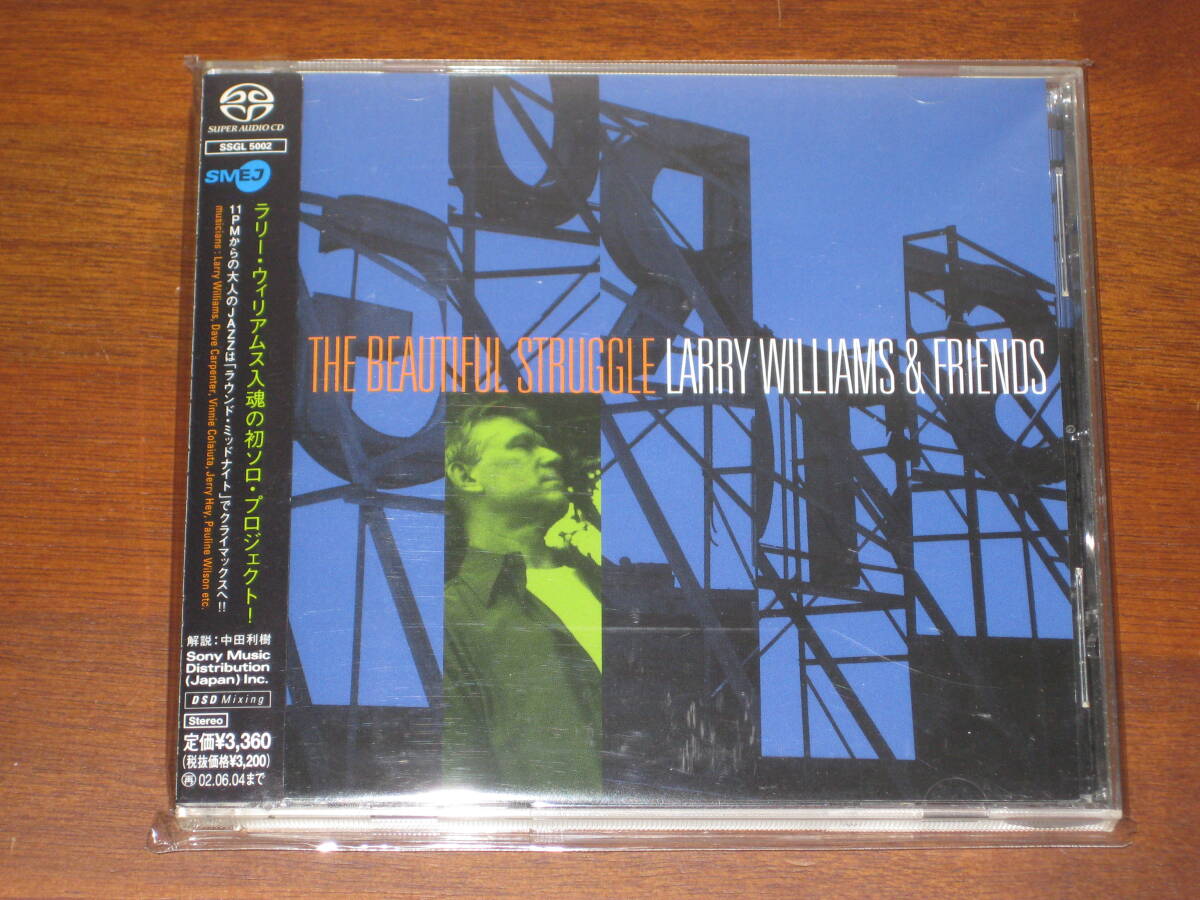 SUPER AUDIO CD
SSGL 5002
SMEJ
ラリー・ウィリアムス入魂の初ソロ・プロジェクト!
11PMからの大人のJAZZは「ラウンド・ミッドナイト」でクライマックスへ!!
musicians : Larry Williams, Dave Carpenter, Vinnie Colaiuta, Jerry Hey, Pauline Wilson etc.
解説:中田利樹
Sony Music
Distribution
(Japan) Inc.
DSD Mixing
Stereo
定価¥3,360
(税抜価格¥3,200)
再 02.06.04まで
THE BEAUTIFUL STRUGGLE LARRY WILLIAMS & FRIENDS